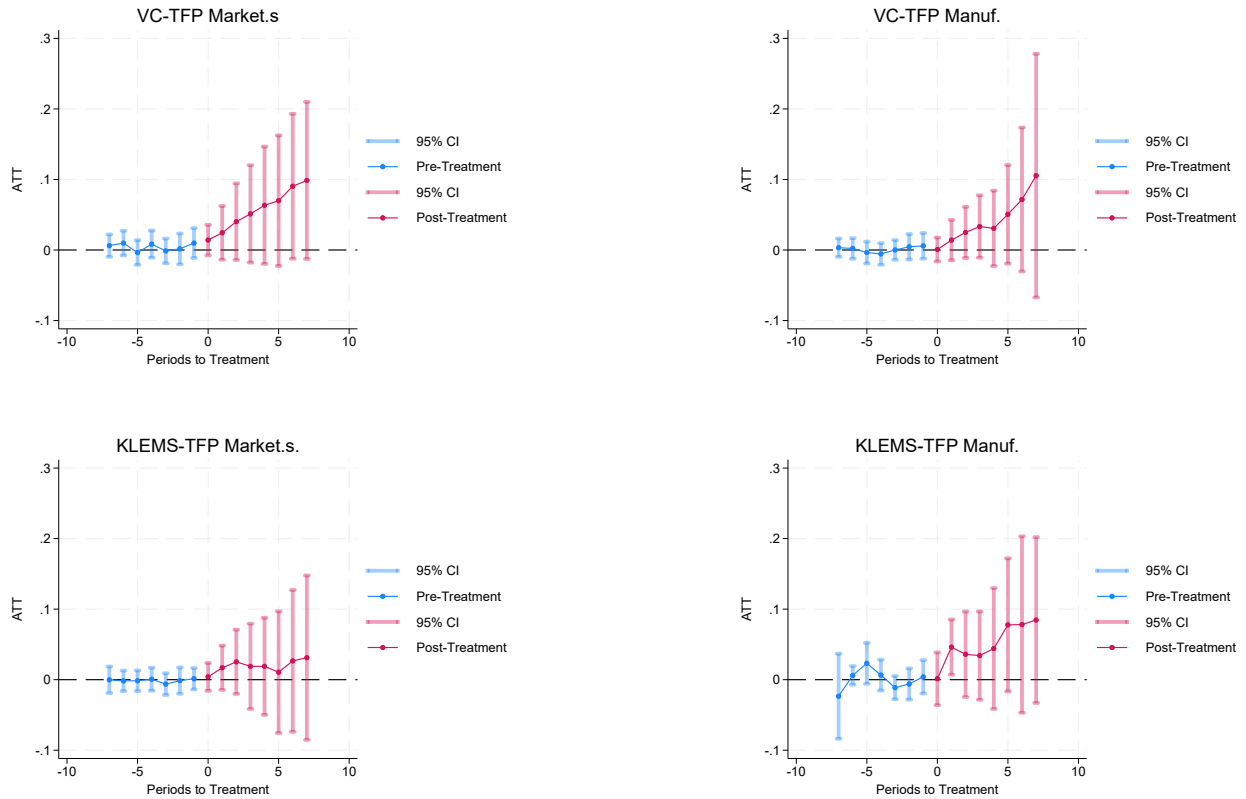 VC-TFP Market.s
.3
.2
.1
0
-.1
ATT
-10 -5 0 5 10
Periods to Treatment
95% CI
Pre-Treatment
95% CI
Post-Treatment
VC-TFP Manuf.
.3
.2
.1
0
-.1
ATT
-10 -5 0 5 10
Periods to Treatment
95% CI
Pre-Treatment
95% CI
Post-Treatment
KLEMS-TFP Market.s.
.3
.2
.1
0
-.1
ATT
-10 -5 0 5 10
Periods to Treatment
95% CI
Pre-Treatment
95% CI
Post-Treatment
KLEMS-TFP Manuf.
.3
.2
.1
0
-.1
ATT
-10 -5 0 5 10
Periods to Treatment
95% CI
Pre-Treatment
95% CI
Post-Treatment